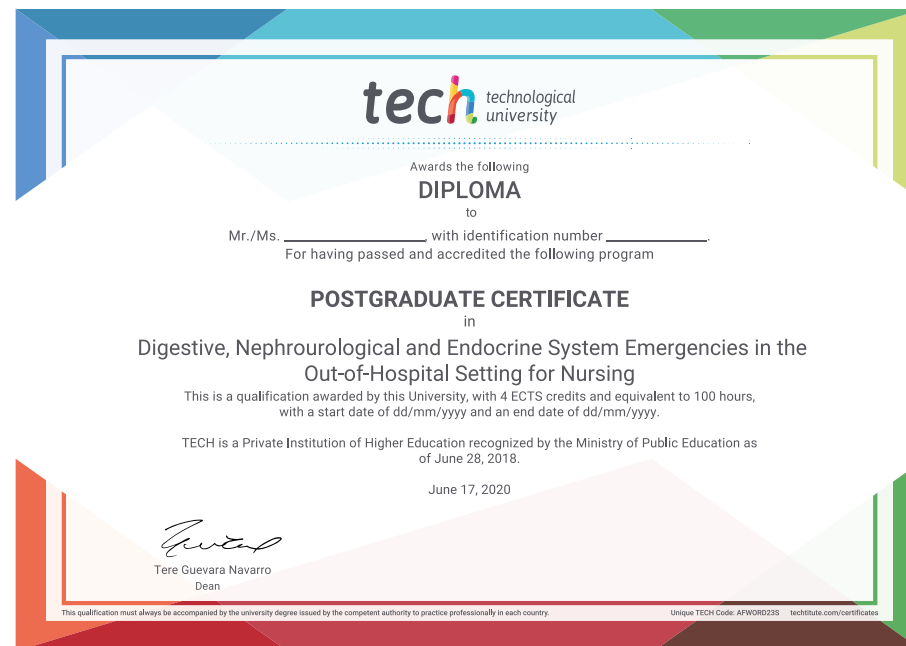 tech technological
university
Awards the following
DIPLOMA
to
Mr./Ms. ____________, with identification number ____________.
For having passed and accredited the following program
POSTGRADUATE CERTIFICATE
in
Digestive, Nephrourological and Endocrine System Emergencies in the
Out-of-Hospital Setting for Nursing
This is a qualification awarded by this University, with 4 ECTS credits and equivalent to 100 hours,
with a start date of dd/mm/yyyy and an end date of dd/mm/yyyy.
TECH is a Private Institution of Higher Education recognized by the Ministry of Public Education as
of June 28, 2018.
June 17, 2020
Tere Guevara Navarro
Dean
This qualification must always be accompanied by the university degree issued by the competent authority to practice professionally in each country.
Unique TECH Code: AFWORD23S techtitute.com/certificates